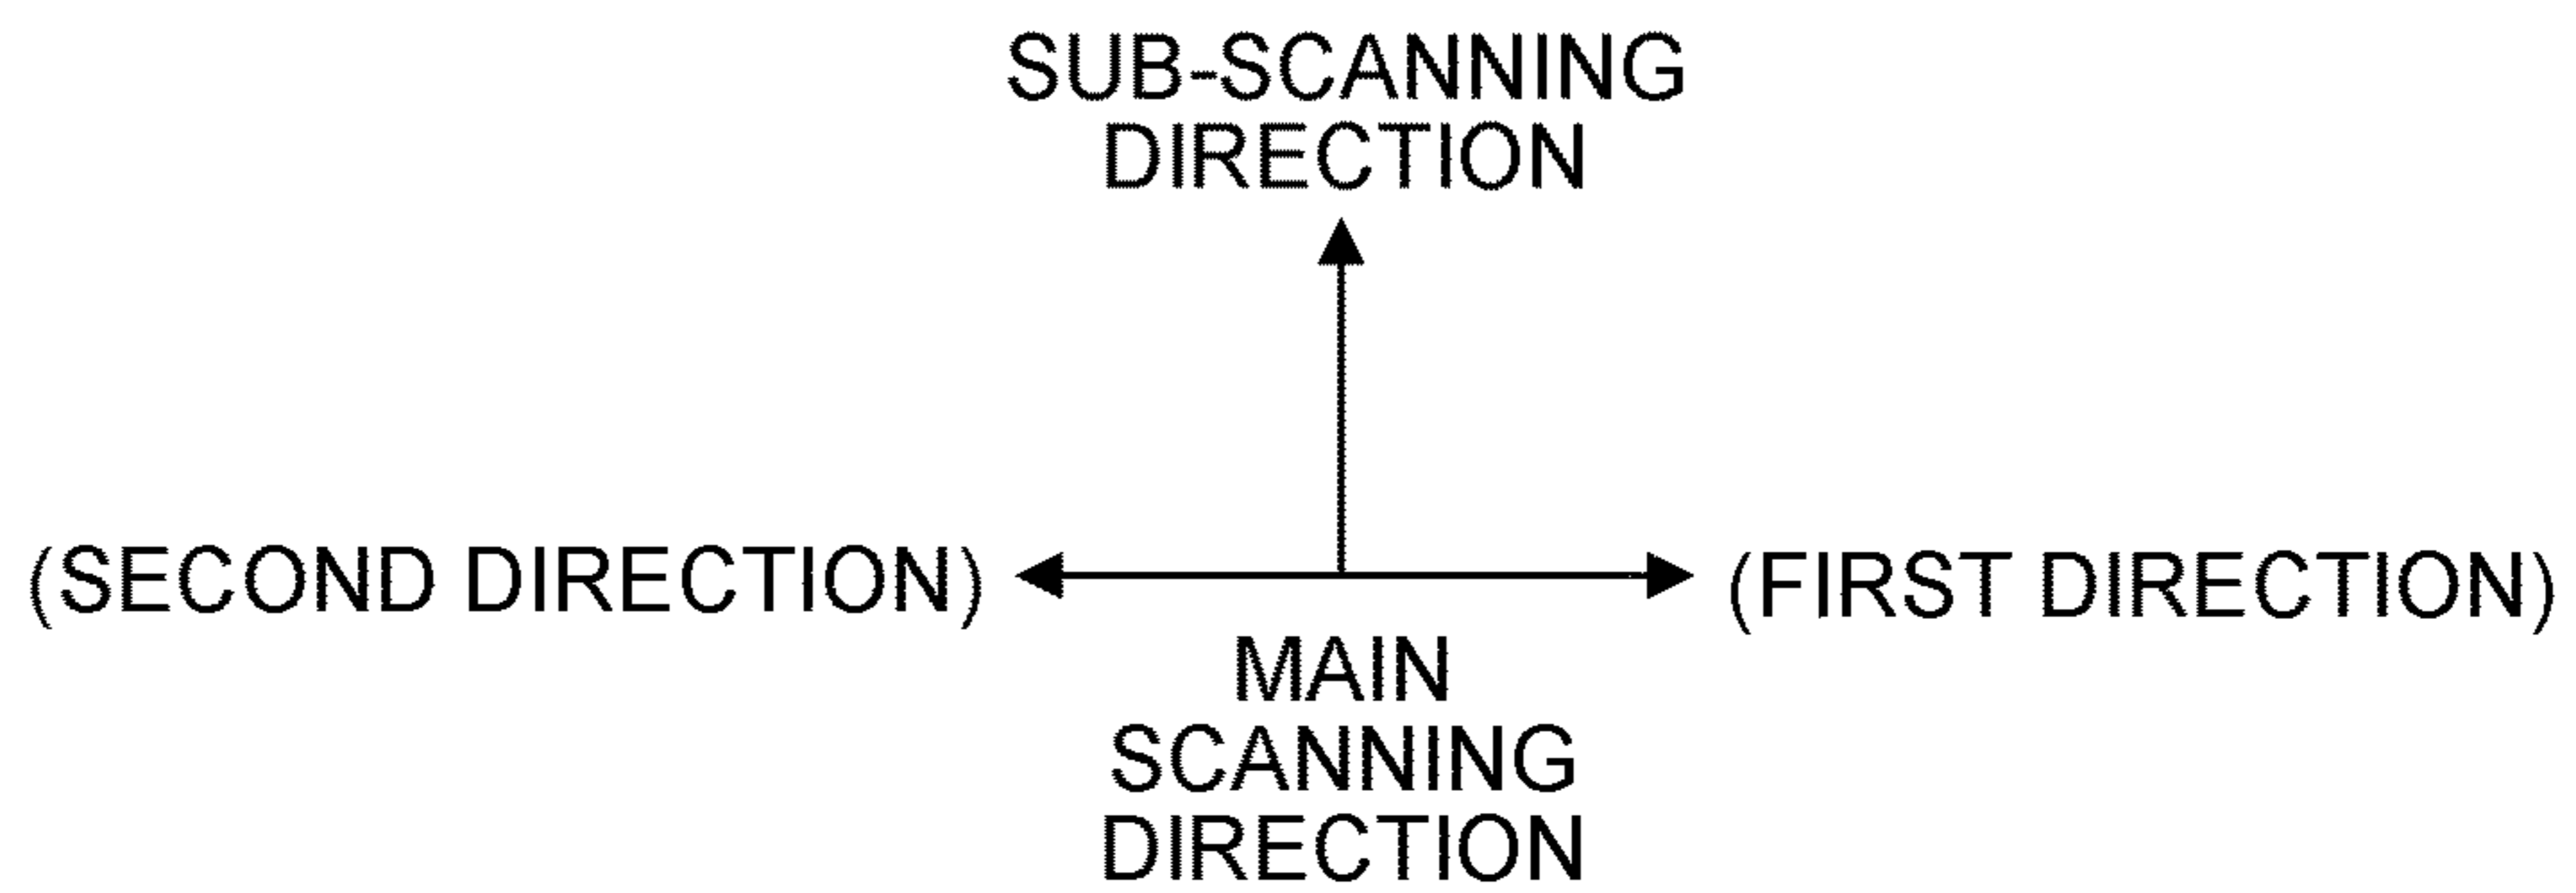 SUB-SCANNING
DIRECTION
(SECOND DIRECTION)
(FIRST DIRECTION)
MAIN
SCANNING
DIRECTION